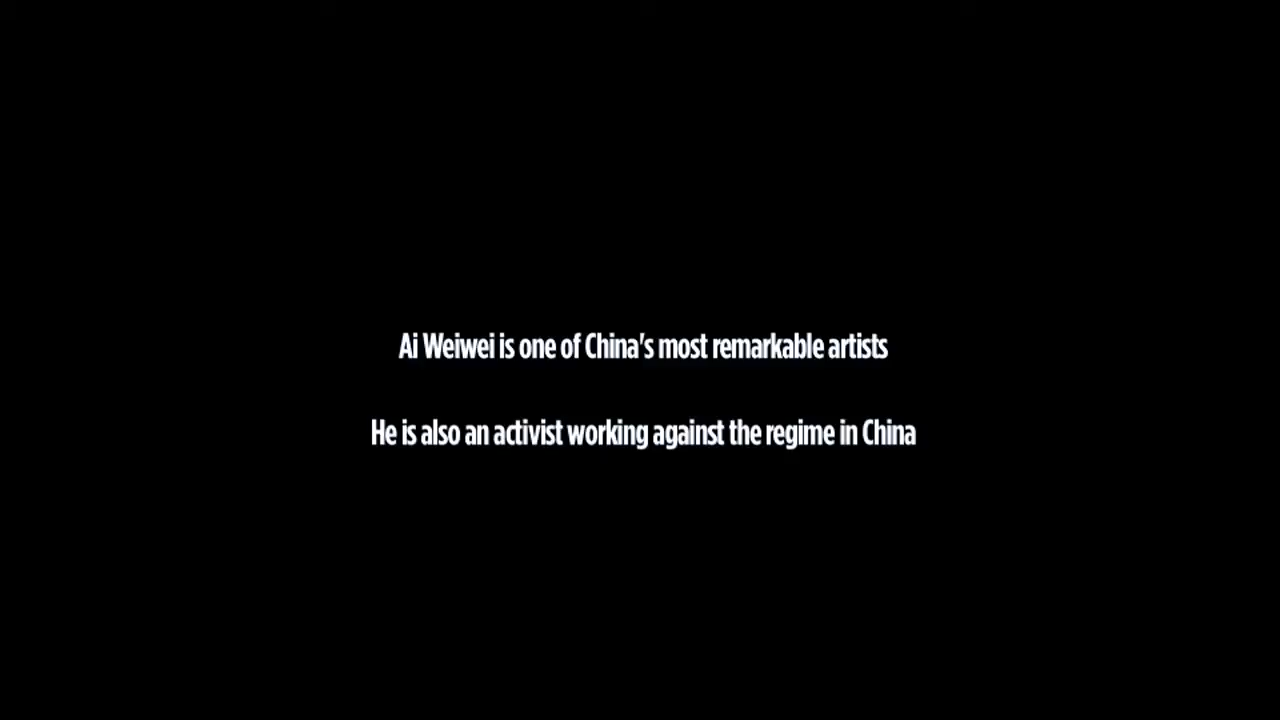 Ai Weiwei is one of China's most remarkable artists
He is also an activist working against the regime in China